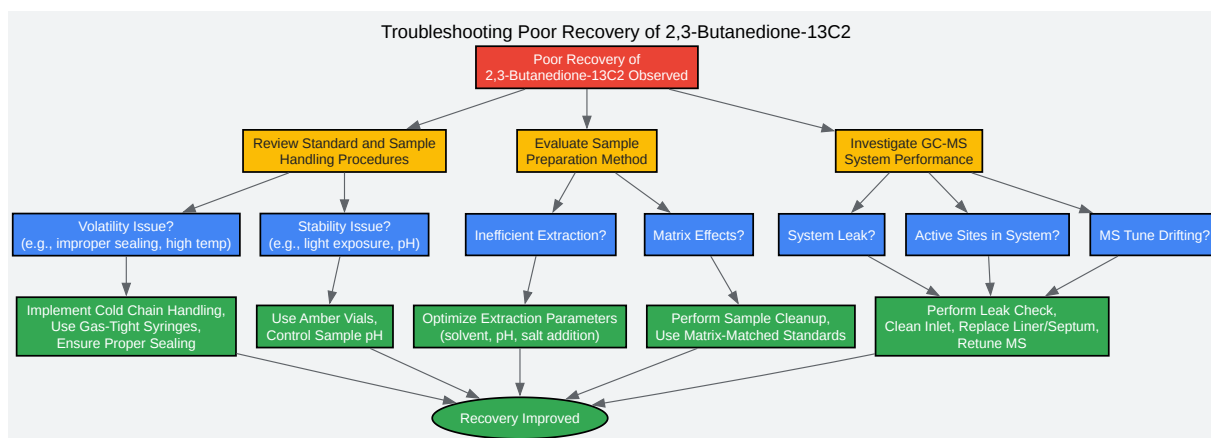 Troubleshooting Poor Recovery of 2,3-Butanedione-13C2
Poor Recovery of
2,3-Butanedione-13C2 Observed
Review Standard and Sample
Handling Procedures
Evaluate Sample
Preparation Method
Investigate GC-MS
System Performance
Volatility Issue?
(e.g., improper sealing, high temp)
Stability Issue?
(e.g., light exposure, pH)
Inefficient Extraction?
Matrix Effects?
System Leak?
Active Sites in System?
MS Tune Drifting?
Implement Cold Chain Handling,
Use Gas-Tight Syringes,
Ensure Proper Sealing
Use Amber Vials,
Control Sample pH
Optimize Extraction Parameters
(solvent, pH, salt addition)
Perform Sample Cleanup,
Use Matrix-Matched Standards
Perform Leak Check,
Clean Inlet, Replace Liner/Septum,
Retune MS
Recovery Improved